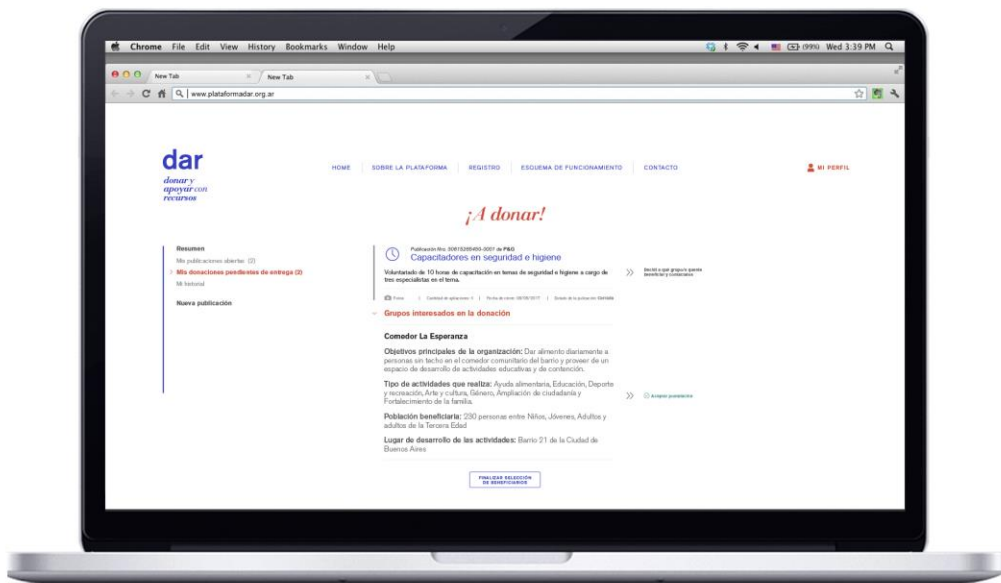 Chrome File Edit View History Bookmarks Window Help
(99%) Wed 3:39 PM
New Tab
New Tab
www.plataformadar.org.ar
dar
donar y
apoyar con
recursos
HOME SOBRE LA PLATAFORMA REGISTRO ESQUEMA DE FUNCIONAMIENTO CONTACTO
MI PERFIL
¡A donar!
Resumen
Mis publicaciones abiertas (2)
Mis donaciones pendientes de entrega (2)
Mi historial
Nueva publicación
de P&G
Capacitadores en seguridad e higiene
Voluntariado de 10 horas de capacitación en temas de seguridad e higiene a cargo de
tres especialistas en el tema.
Grupos interesados en la donación
Comedor La Esperanza
Objetivos principales de la organización: Dar alimento diariamente a
personas sin techo en el comedor comunitario del barrio y proveer de un
espacio de desarrollo de actividades educativas y de contención.
Tipo de actividades que realiza: Ayuda alimentaria, Educación, Deporte
y recreación, Arte y cultura, Género, Ampliación de ciudadanía y
Fortalecimiento de la familia.
Aceptar postulación
Población beneficiaria: 230 personas entre Niños, Jóvenes, Adultos y
adultos de la Tercera Edad
Lugar de desarrollo de las actividades: Barrio 21 de la Ciudad de
Buenos Aires
FINALIZAR SELECCIÓN
DE BENEFICIARIOS